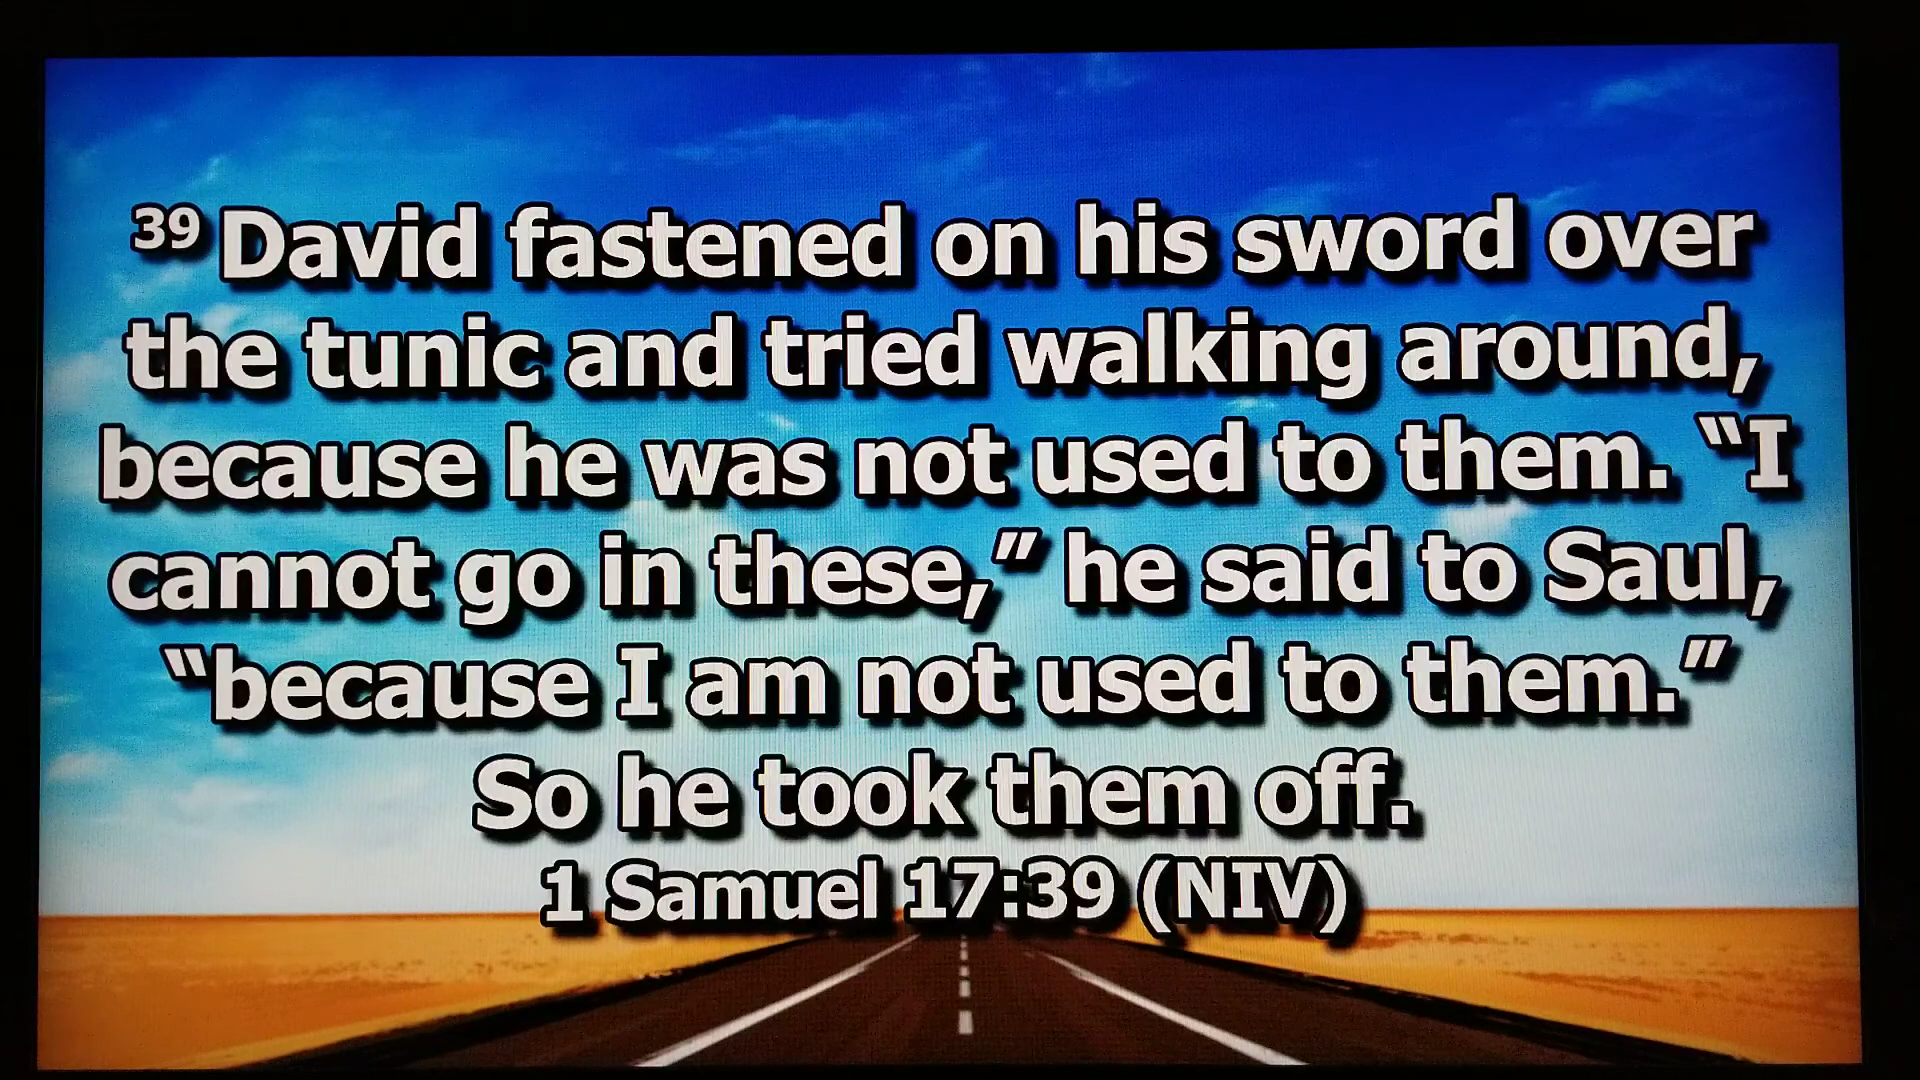 39 David fastened on his sword over
the tunic and tried walking around,
because he was not used to them. “I
cannot go in these,” he said to Saul,
“because I am not used to them.”
So he took them off.
1 Samuel 17:39 (NIV)